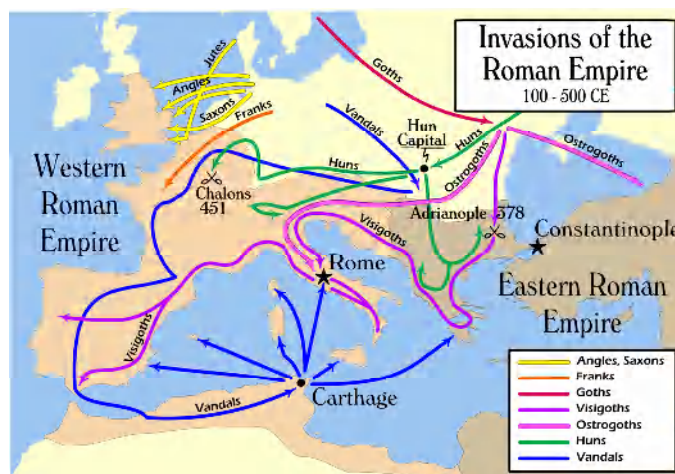 Invasions of the
Roman Empire
100 - 500 CE
Jutes
Angles
Saxons
Franks
Goths
Vandals
Hun
Capital
Huns
Ostrogoths
Ostrogoths
Huns
Western
Roman
Empire
Chalons
451
Adrianople 378
Visigoths
Constantinople
Rome
Eastern Roman
Empire
Visigoths
Carthage
Vandals
Angles, Saxons
Franks
Goths
Visigoths
Ostrogoths
Huns
Vandals